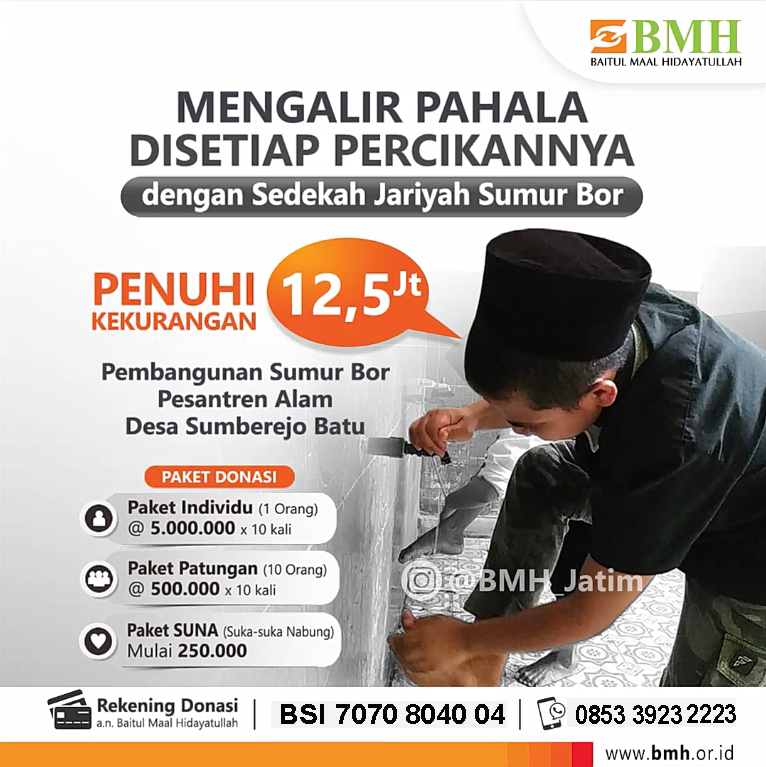 BMH
BAITUL MAAL HIDAYATULLAH
MENGALIR PAHALA
DISETIAP PERCIKANNYA
dengan Sedekah Jariyah Sumur Bor
PENUHI
KEKURANGAN
12,5Jt
Pembangunan Sumur Bor
Pesantren Alam
Desa Sumberejo Batu
PAKET DONASI
Paket Individu (1 Orang)
@ 5.000.000 x 10 kali
Paket Patungan (10 Orang)
@ 500.000 x 10 kali
Paket SUNA (Suka-suka Nabung)
Mulai 250.000
@BMH_Jatim
Rekening Donasi
a.n. Baitul Maal Hidayatullah
BSI 7070 8040 04
0853 3923 2223
www.bmh.or.id